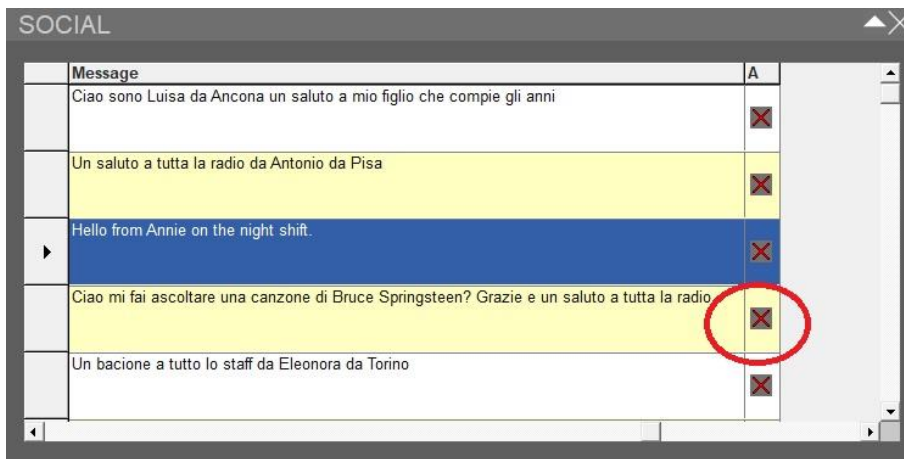 SOCIAL
Message A
Ciao sono Luisa da Ancona un saluto a mio figlio che compie gli anni
Un saluto a tutta la radio da Antonio da Pisa
Hello from Annie on the night shift.
Ciao mi fai ascoltare una canzone di Bruce Springsteen? Grazie e un saluto a tutta la radio
Un bacione a tutto lo staff da Eleonora da Torino